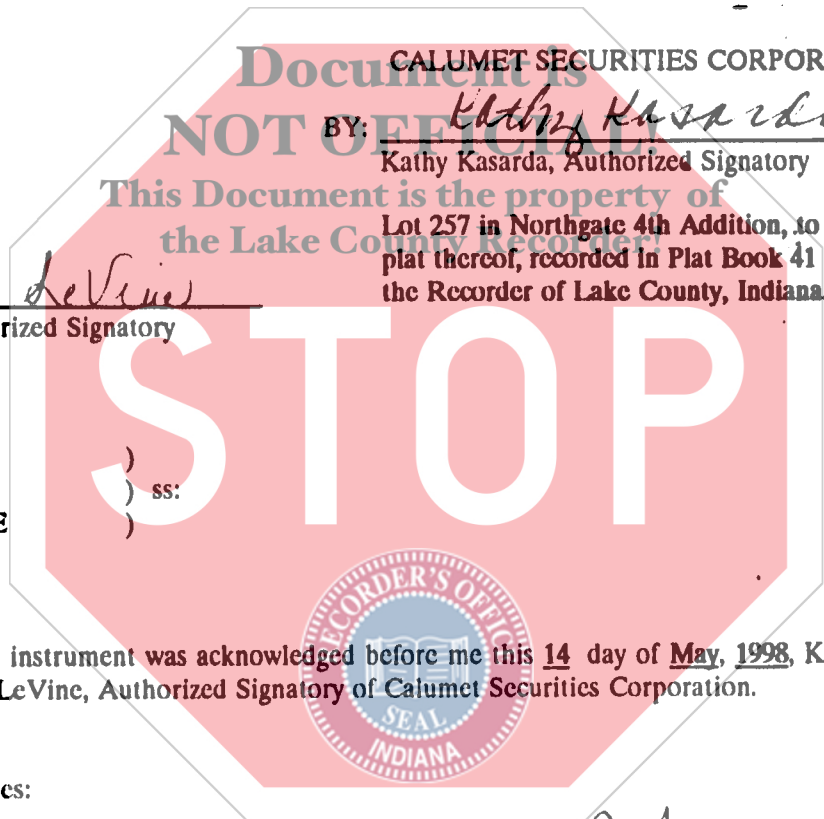 Document is
CALUMET SECURITIES CORPOR
NOT OFFICIAL!
BY: Kathy Kasarda
Kathy Kasarda, Authorized Signatory
This Document is the property of
the Lake County Recorder!
Lot 257 in Northgate 4th Addition, to
plat thereof, recorded in Plat Book 41
the Recorder of Lake County, Indiana.
LeVine
rized Signatory
STOP
)
) ss:
E )
RECORDER'S OFFICE
SEAL
INDIANA
instrument was acknowledged before me this 14 day of May, 1998, K
LeVine, Authorized Signatory of Calumet Securities Corporation.
es: